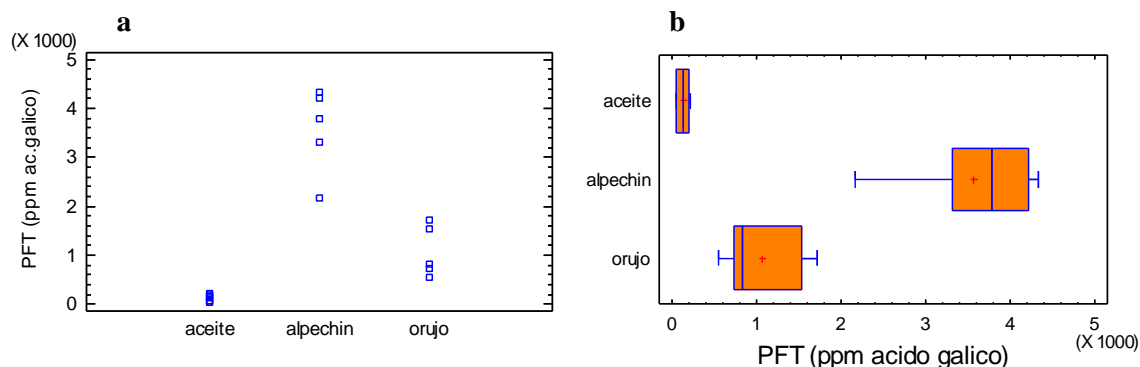 a
(X 1000)
5
4
3
2
1
0
PFT (ppm ac.galico)
aceite alpechin orujo
b
aceite
alpechin
orujo
0 1 2 3 4 5
(X 1000)
PFT (ppm acido galico)